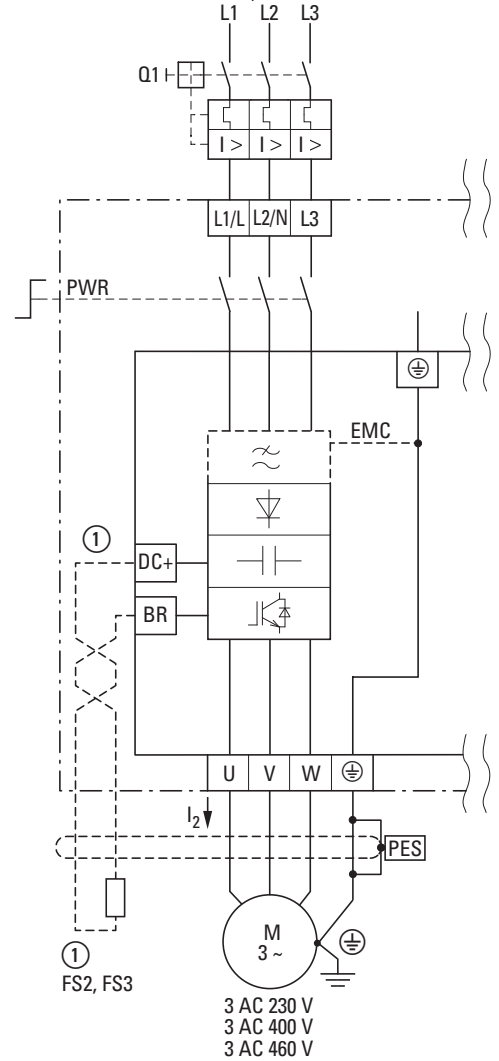 L1 L2 L3
Q1
I > I > I >
L1/L L2/N L3
PWR
EMC
1
DC+
BR
U V W
I2
PES
M
3 ~
1
FS2, FS3
3 AC 230 V
3 AC 400 V
3 AC 460 V